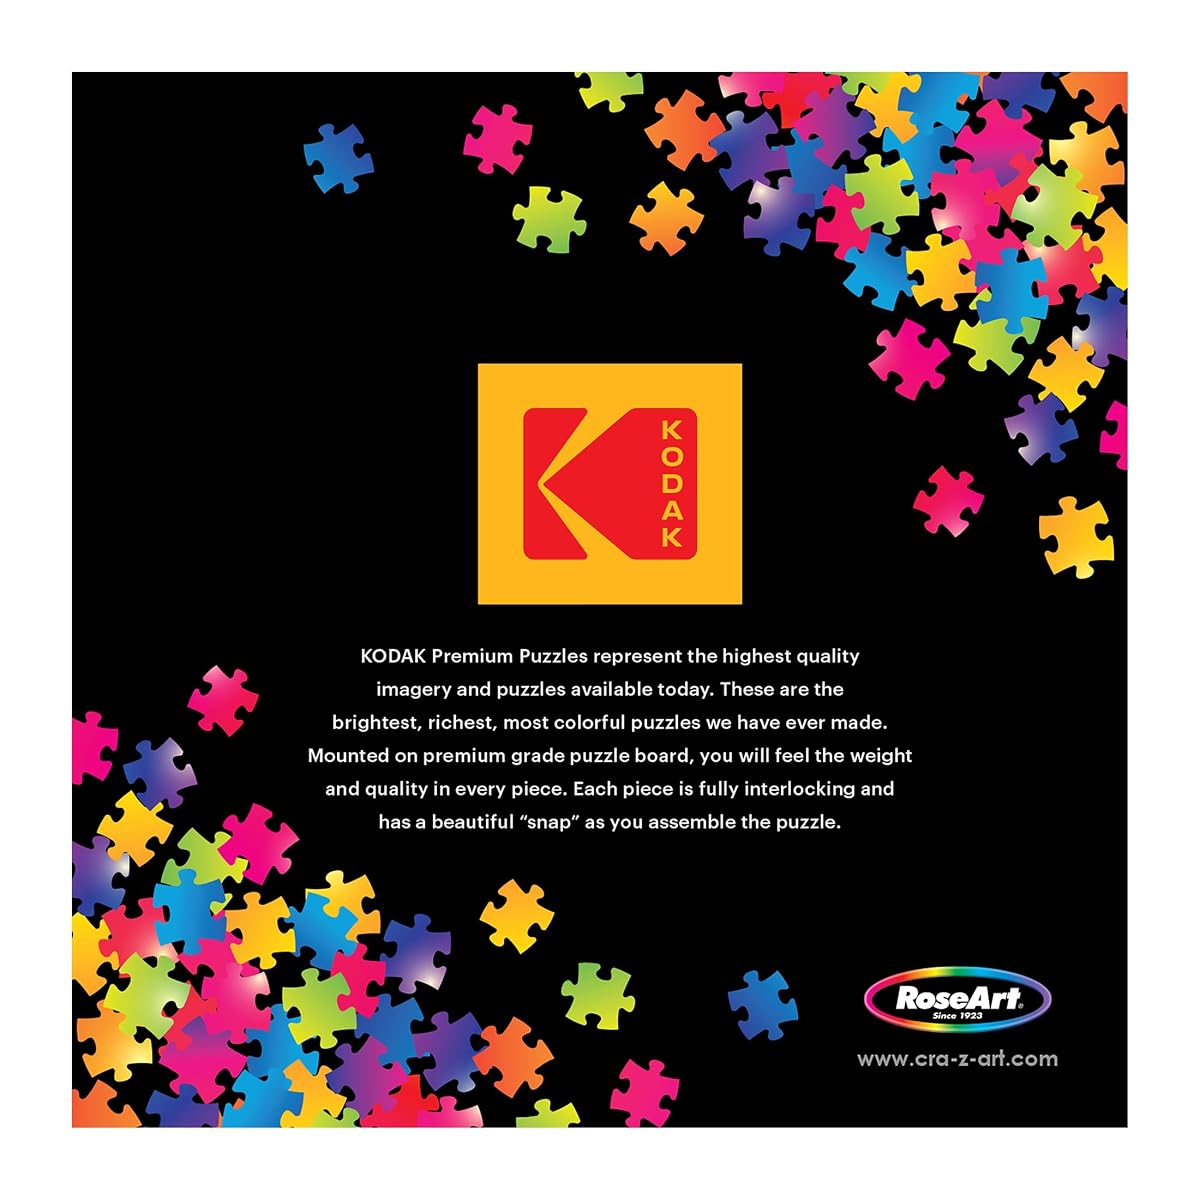 KODAK
KODAK Premium Puzzles represent the highest quality
imagery and puzzles available today. These are the
brightest, richest, most colorful puzzles we have ever made.
Mounted on premium grade puzzle board, you will feel the weight
and quality in every piece. Each piece is fully interlocking and
has a beautiful “snap” as you assemble the puzzle.
RoseArt®
Since 1923
www.cra-z-art.com